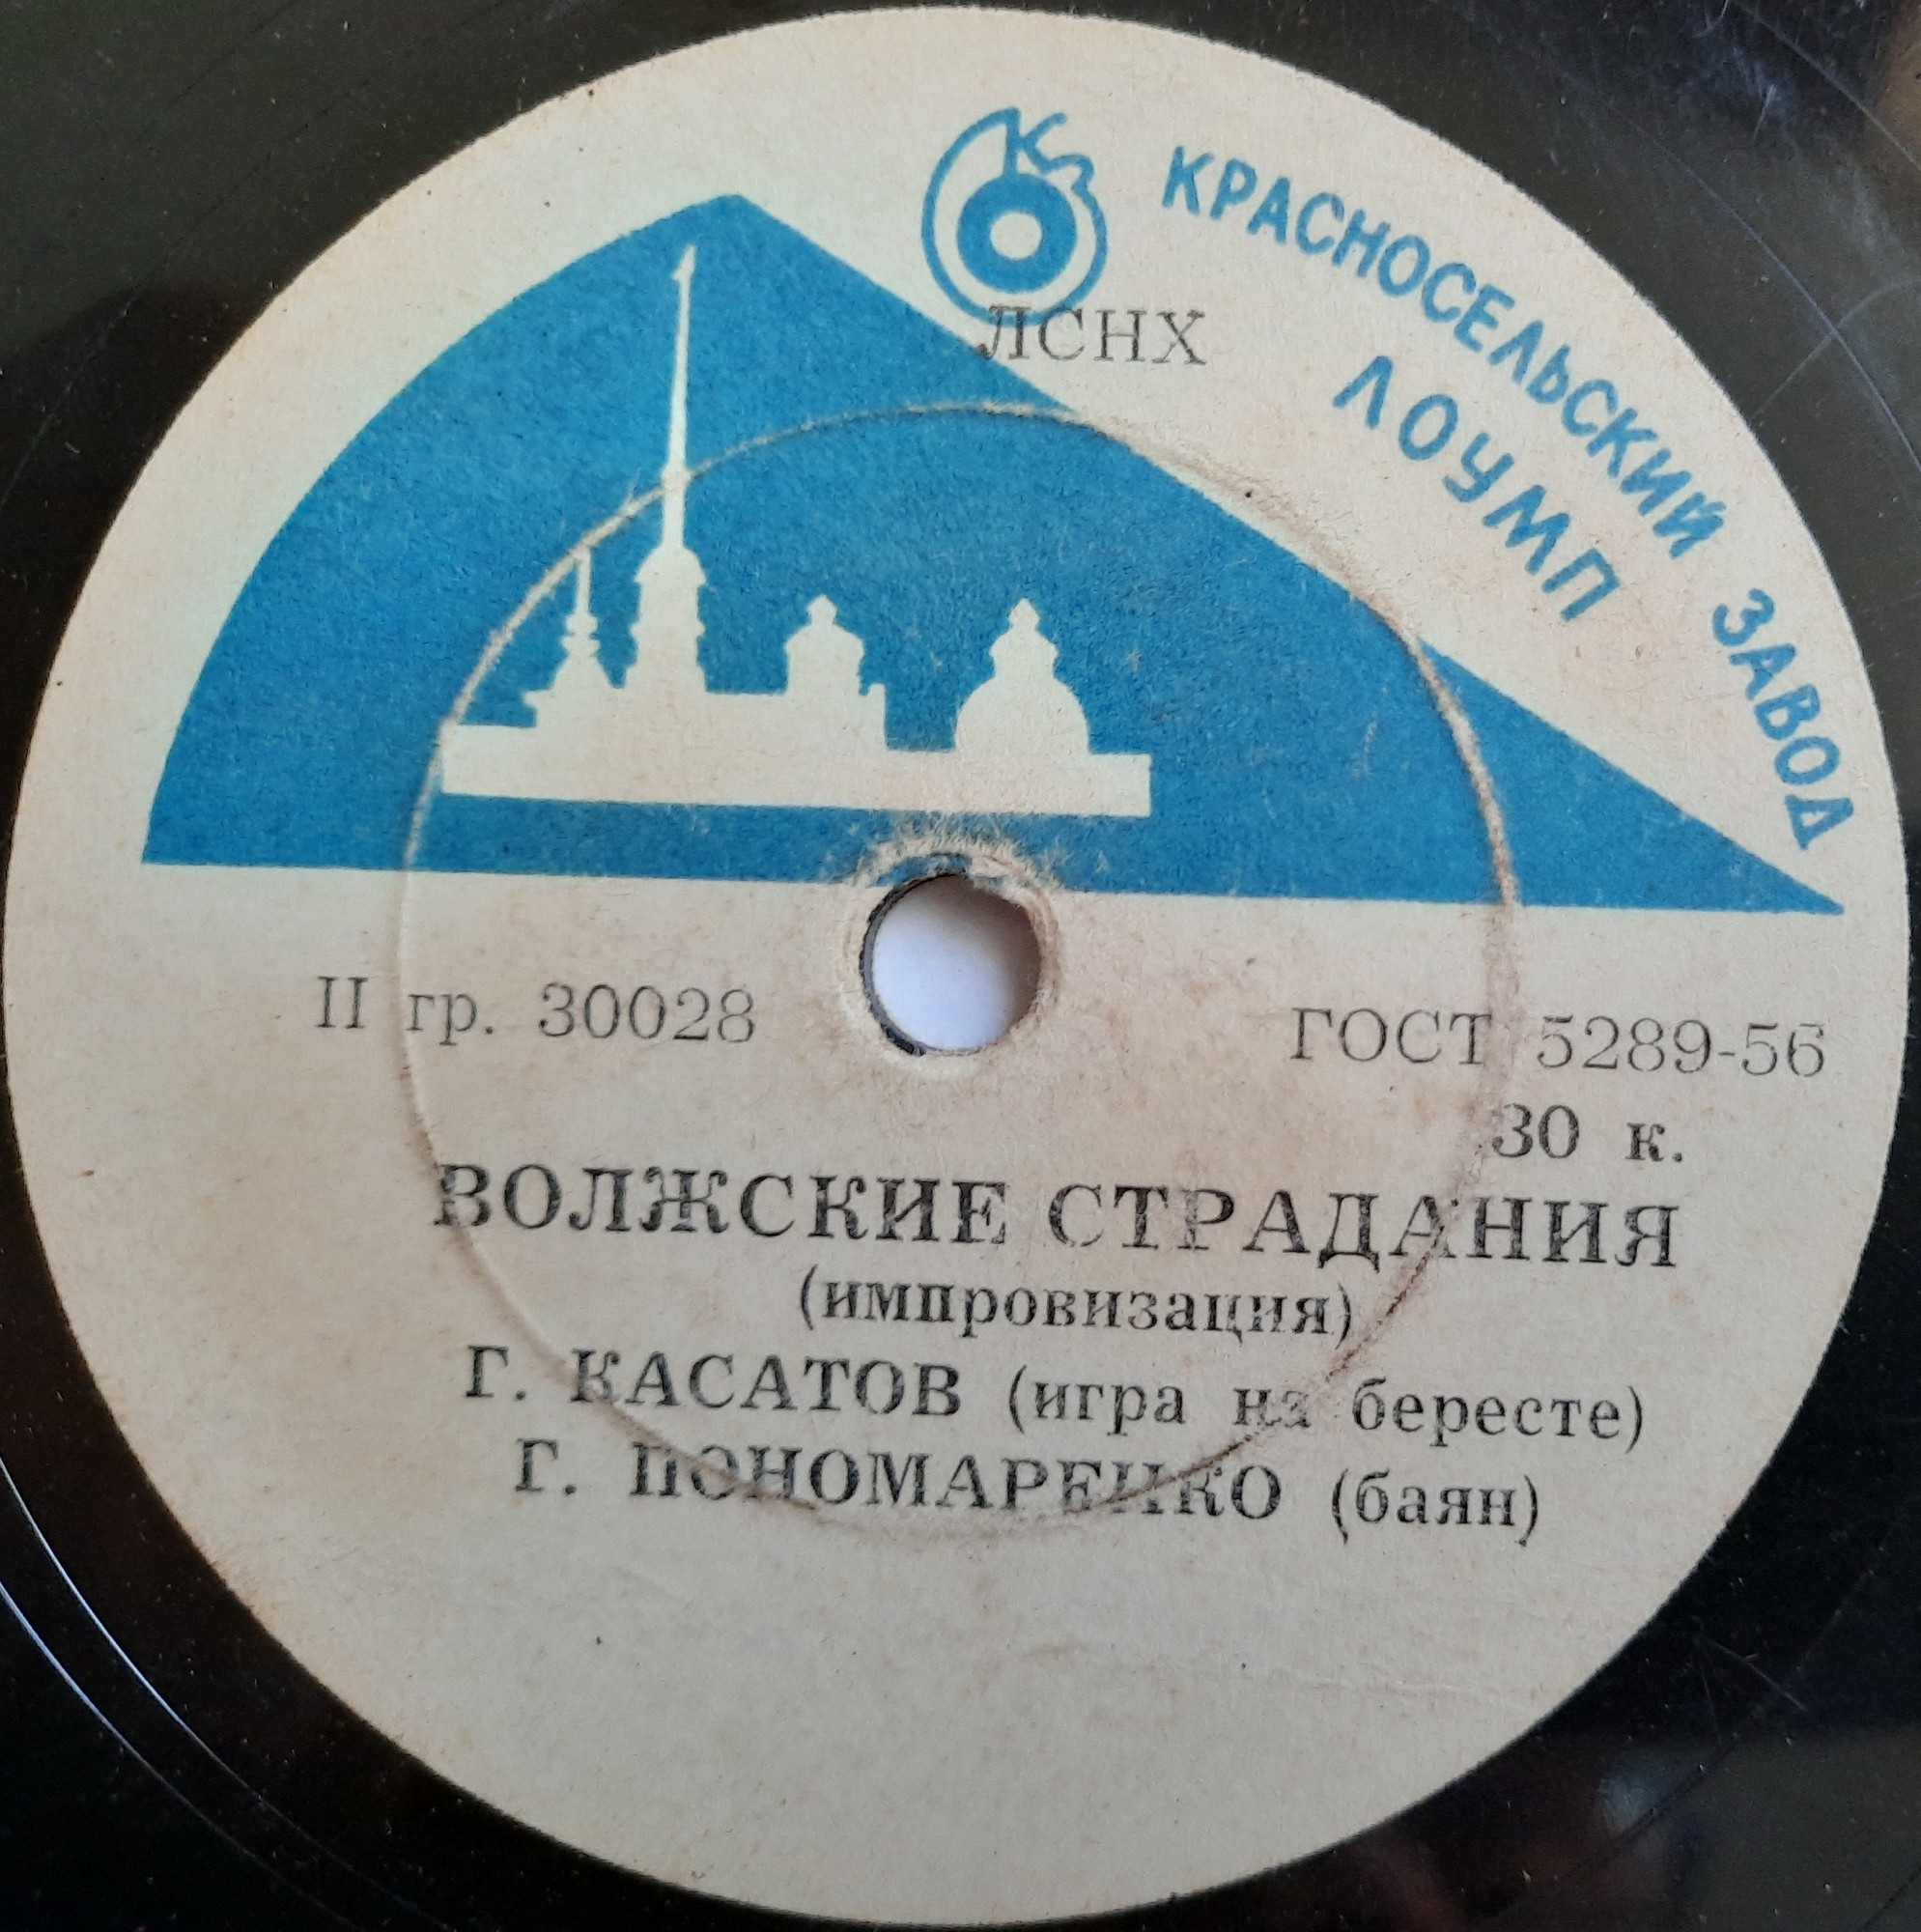 КЗ
КРАСНОСЕЛЬСКИЙ ЗАВОД
ЛОУМП
ЛСНХ
II гр. 30028
ГОСТ 5289-56
30 к.
ВОЛЖСКИЕ СТРАДАНИЯ
(импровизация)
Г. КАСАТОВ (игра на бересте)
Г. ПОНОМАРЕНКО (баян)